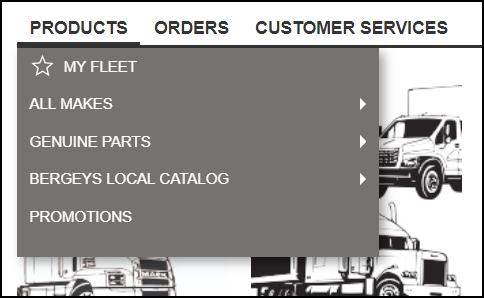 PRODUCTS ORDERS CUSTOMER SERVICES
MY FLEET
ALL MAKES
GENUINE PARTS
BERGEYS LOCAL CATALOG
PROMOTIONS
MACK